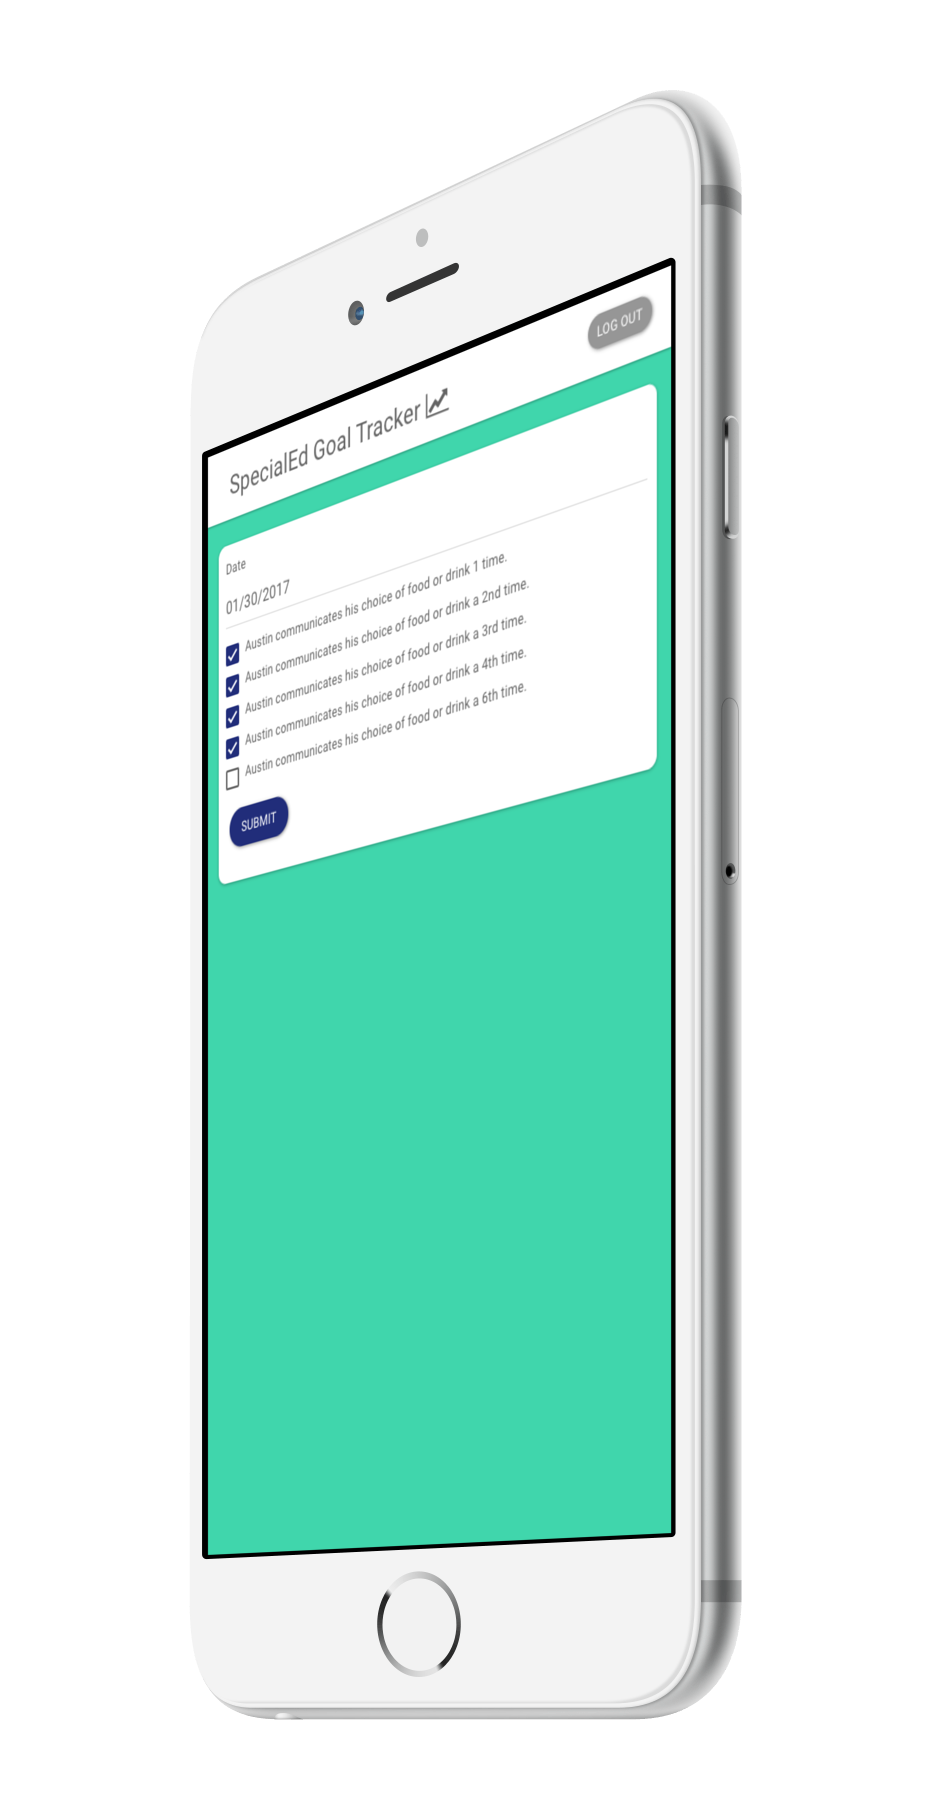 LOG OUT
SpecialEd Goal Tracker
Date
01/30/2017
Austin communicates his choice of food or drink 1 time.
Austin communicates his choice of food or drink a 2nd time.
Austin communicates his choice of food or drink a 3rd time.
Austin communicates his choice of food or drink a 4th time.
Austin communicates his choice of food or drink a 6th time.
SUBMIT